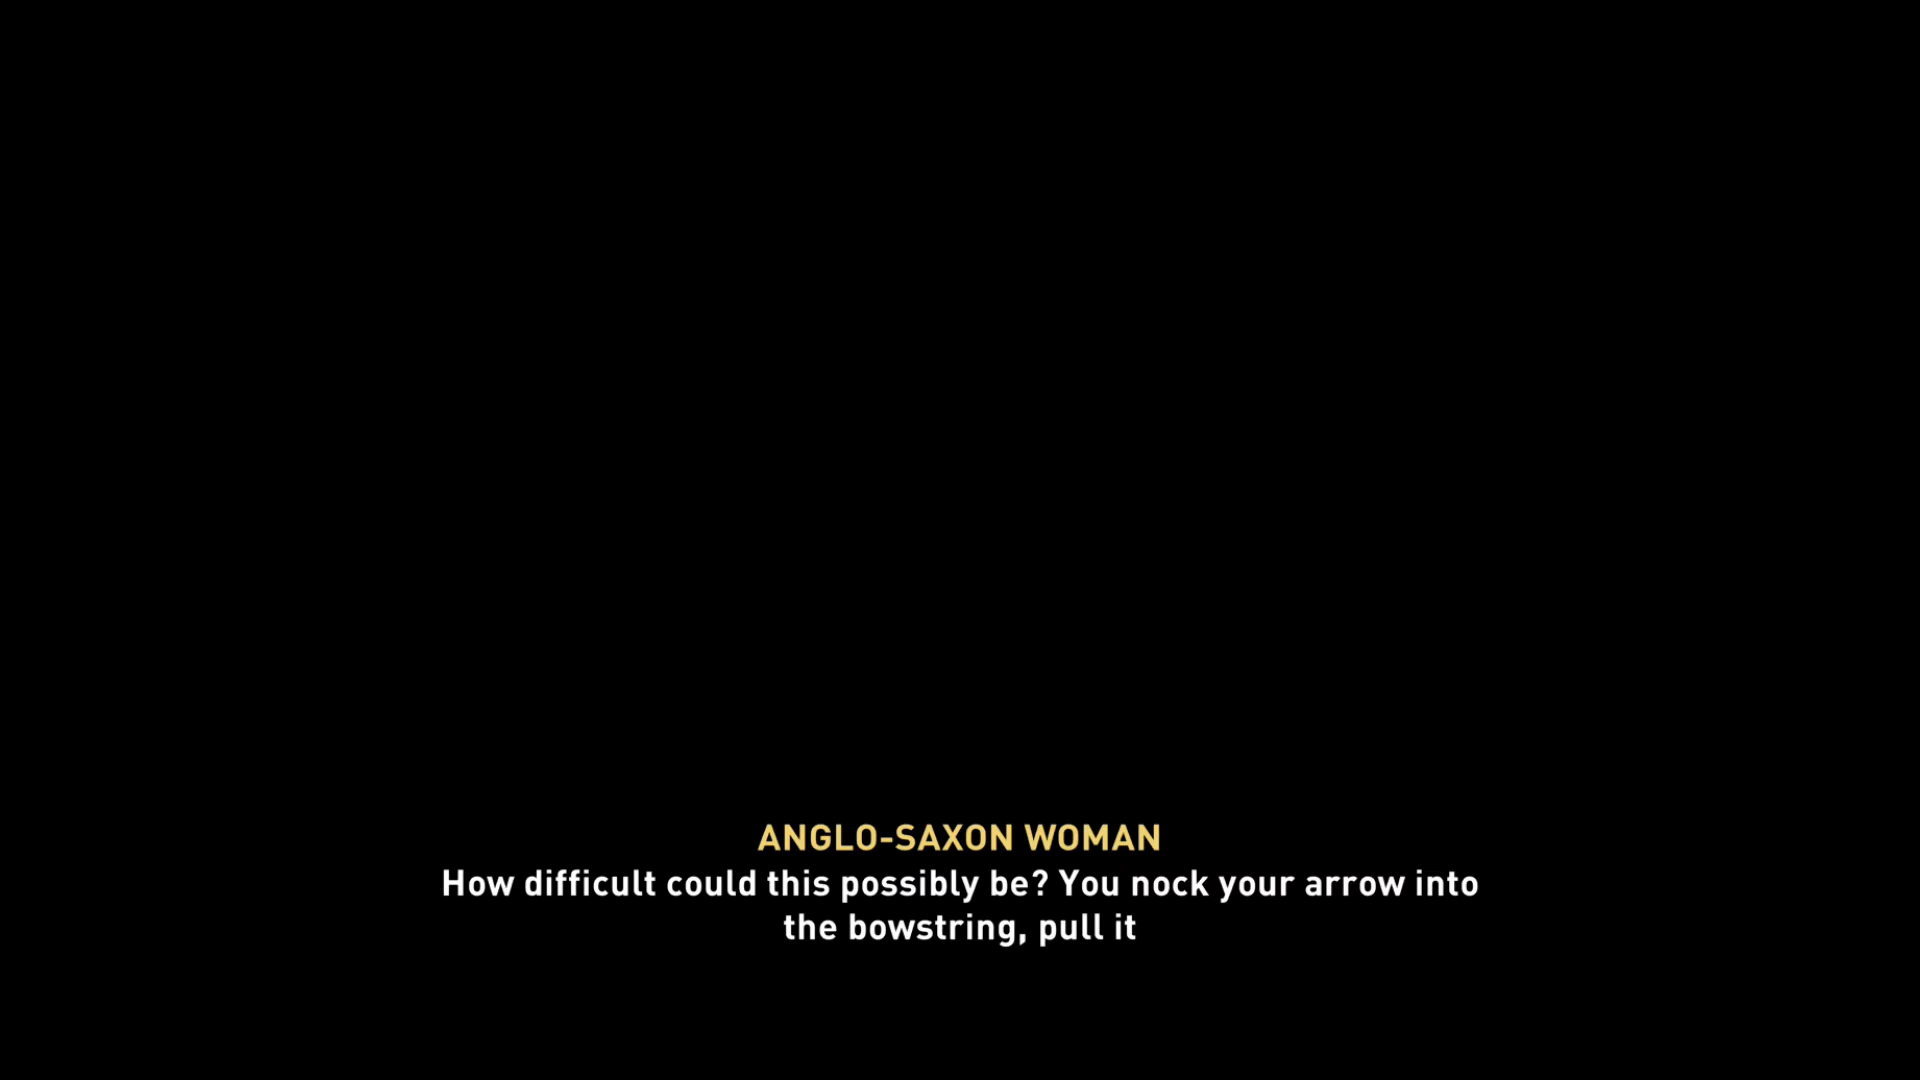 ANGLO-SAXON WOMAN
How difficult could this possibly be? You nock your arrow into
the bowstring, pull it